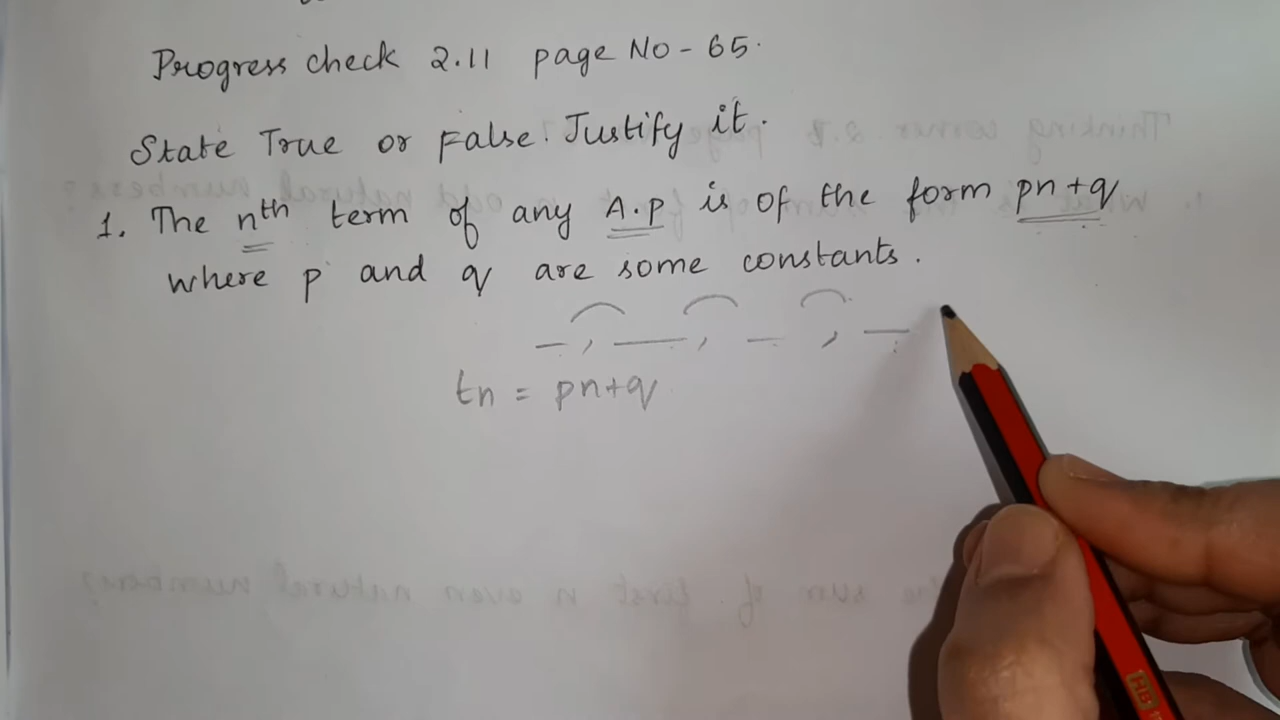 Progress check 2.11 page No - 65.
State True or False. Justify it.
1. The nth term of any A.P is of the form pn+q
where p and q are some constants.
—, —, —, —
tn = pn+q
HB